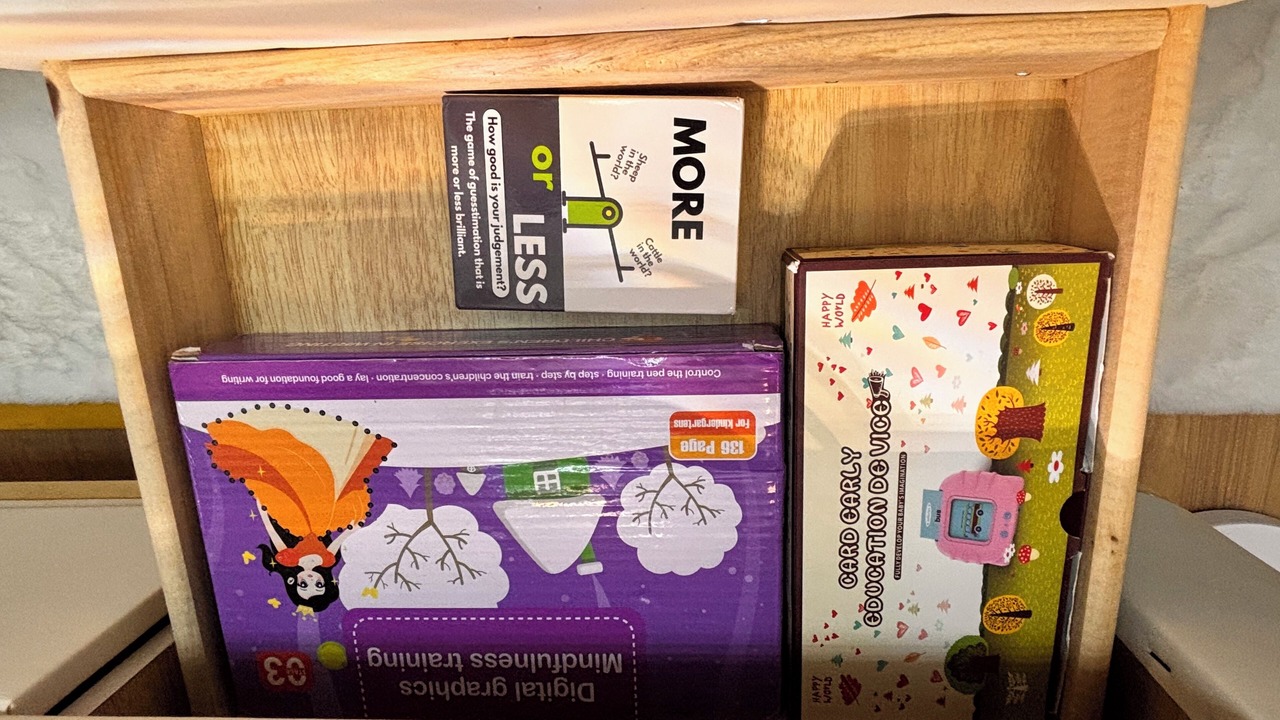 MORE
or
LESS
Sheep
in the
world?
Cattle
in the
world?
How good is your judgement?
The game of guesstimation that is
more or less brilliant.
Control the pen training · step by step · train the children's concentration · lay a good foundation for writing
136 Page
For kindergartens
Digital graphics
Mindfulness training
03
HAPPY
WORLD
CARD EARLY
EDUCATION DEVICE
FULLY DEVELOP YOUR BABY'S IMAGINATION
bus
HAPPY
WORLD